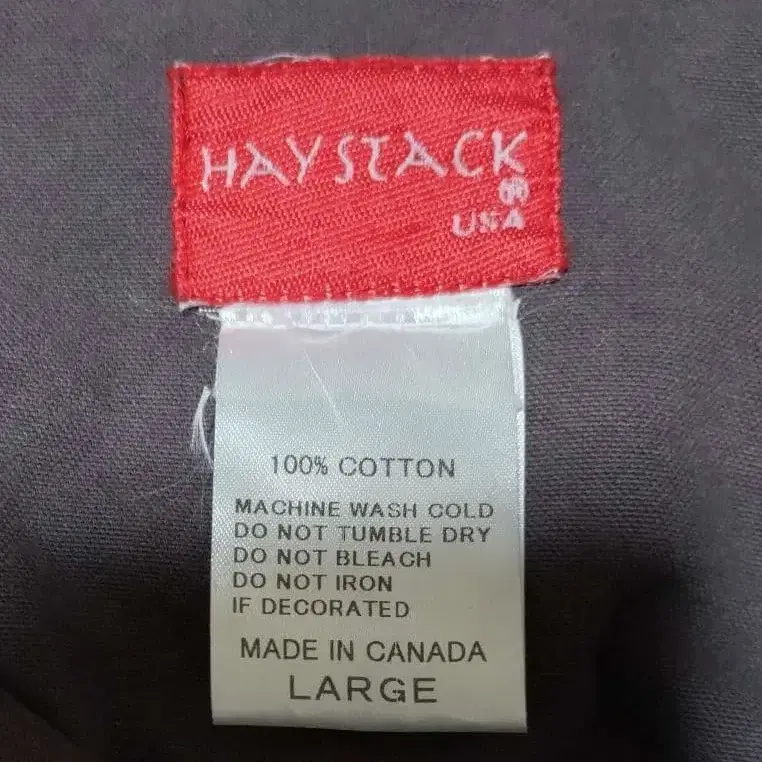 HAYSTACK
®
USA
100% COTTON
MACHINE WASH COLD
DO NOT TUMBLE DRY
DO NOT BLEACH
DO NOT IRON
IF DECORATED
MADE IN CANADA
LARGE